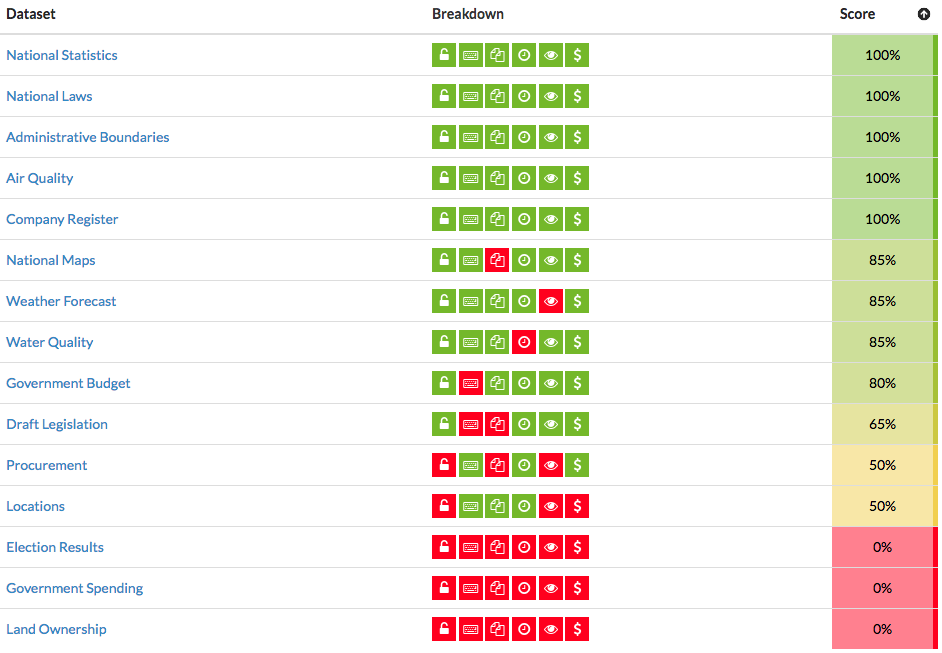 Dataset Breakdown Score
National Statistics $ 100%
National Laws $ 100%
Administrative Boundaries $ 100%
Air Quality $ 100%
Company Register $ 100%
National Maps $ 85%
Weather Forecast $ 85%
Water Quality $ 85%
Government Budget $ 80%
Draft Legislation $ 65%
Procurement $ 50%
Locations $ 50%
Election Results $ 0%
Government Spending $ 0%
Land Ownership $ 0%